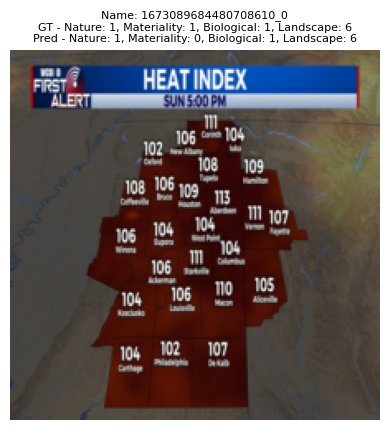 Name: 1673089684480708610_0
GT - Nature: 1, Materiality: 1, Biological: 1, Landscape: 6
Pred - Nature: 1, Materiality: 0, Biological: 1, Landscape: 6
WCBI
FIRST ALERT
HEAT INDEX
SUN 5:00 PM
111 Corinth
106 New Albany
104 Iuka
102 Oxford
108 Tupelo
109 Hamilton
108 Coffeeville
106 Bruce
109 Houston
113 Aberdeen
111 Vernon
107 Fayette
106 Winona
104 Eupora
104 West Point
104 Columbus
106 Ackerman
111 Starkville
104 Kosciusko
106 Louisville
110 Macon
105 Aliceville
104 Carthage
102 Philadelphia
107 De Kalb